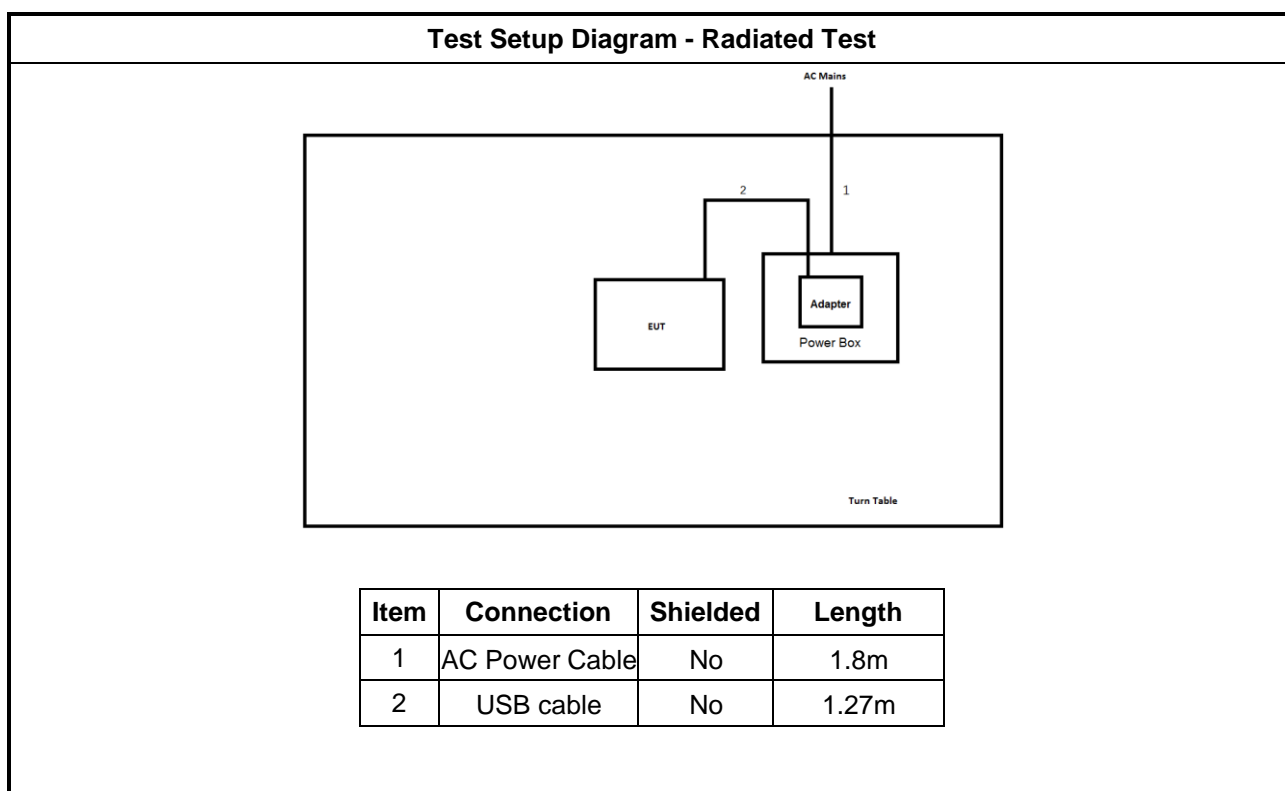 Test Setup Diagram - Radiated Test
AC Mains
2
1
Adapter
EUT
Power Box
Turn Table
Item Connection Shielded Length
1 AC Power Cable No 1.8m
2 USB cable No 1.27m